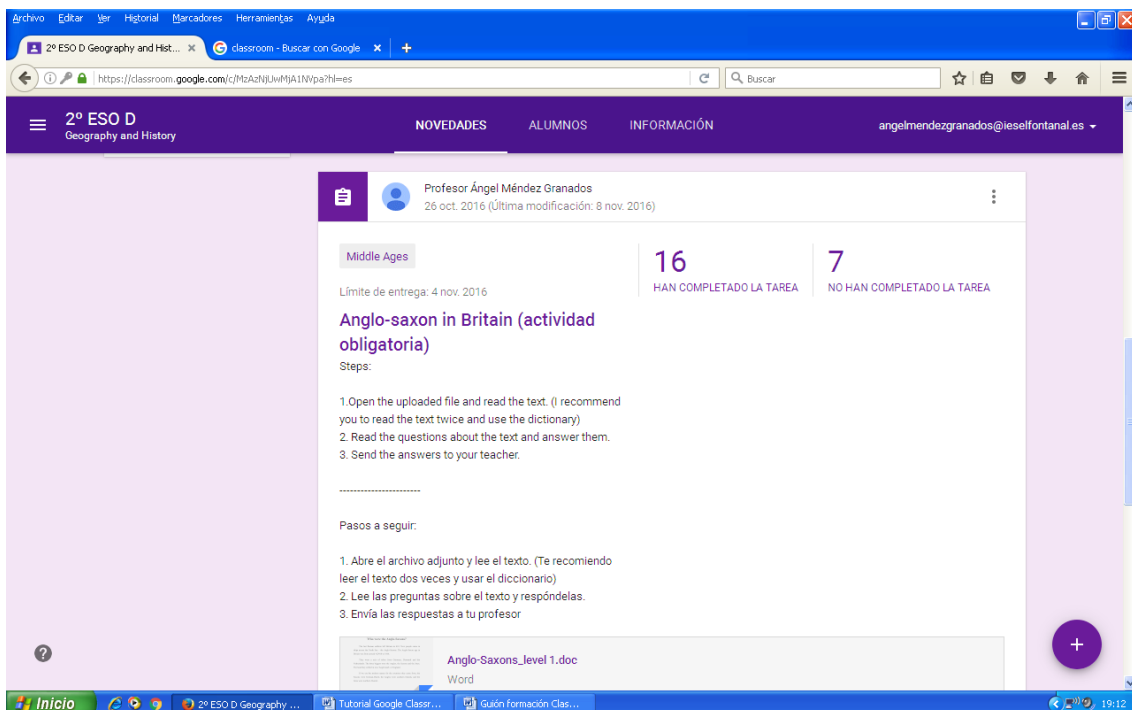 Archivo Editar Ver Historial Marcadores Herramientas Ayuda
2º ESO D Geography and Hist... classroom - Buscar con Google
https://classroom.google.com/c/MzAzNjUwMjA1NVpa?hl=es Buscar
2º ESO D
Geography and History
NOVEDADES ALUMNOS INFORMACIÓN
angelmendezgranados@ieselfontanal.es
Profesor Ángel Méndez Granados
26 oct. 2016 (Última modificación: 8 nov. 2016)
Middle Ages
16
HAN COMPLETADO LA TAREA
7
NO HAN COMPLETADO LA TAREA
Límite de entrega: 4 nov. 2016
Anglo-saxon in Britain (actividad
obligatoria)
Steps:
1.Open the uploaded file and read the text. (I recommend
you to read the text twice and use the dictionary)
2. Read the questions about the text and answer them.
3. Send the answers to your teacher.
-----------------------
Pasos a seguir:
1. Abre el archivo adjunto y lee el texto. (Te recomiendo
leer el texto dos veces y usar el diccionario)
2. Lee las preguntas sobre el texto y respóndelas.
3. Envía las respuestas a tu profesor
Anglo-Saxons_level 1.doc
Word
Inicio 2º ESO D Geography ... Tutorial Google Classr... Guión formación Clas... 19:12